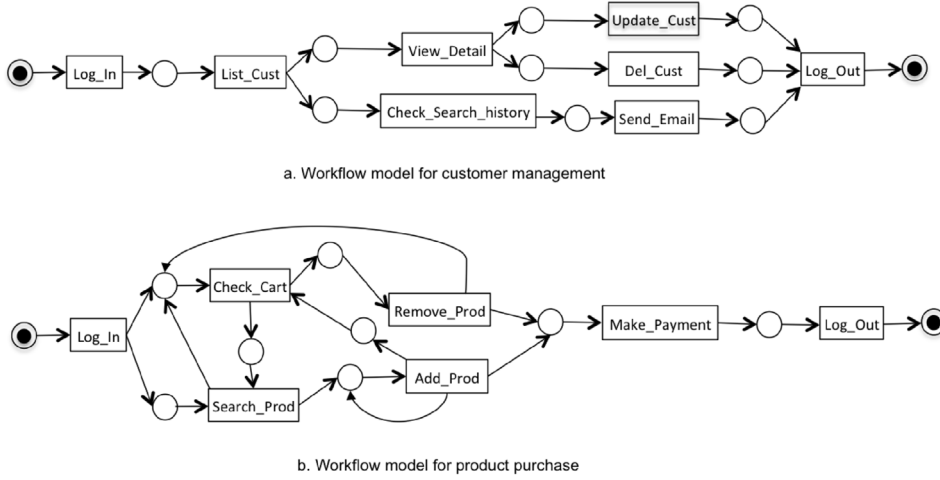 Update_Cust
View_Detail
Log_In
List_Cust
Del_Cust
Log_Out
Check_Search_history
Send_Email
a. Workflow model for customer management
Check_Cart
Remove_Prod
Log_In
Make_Payment
Log_Out
Add_Prod
Search_Prod
b. Workflow model for product purchase